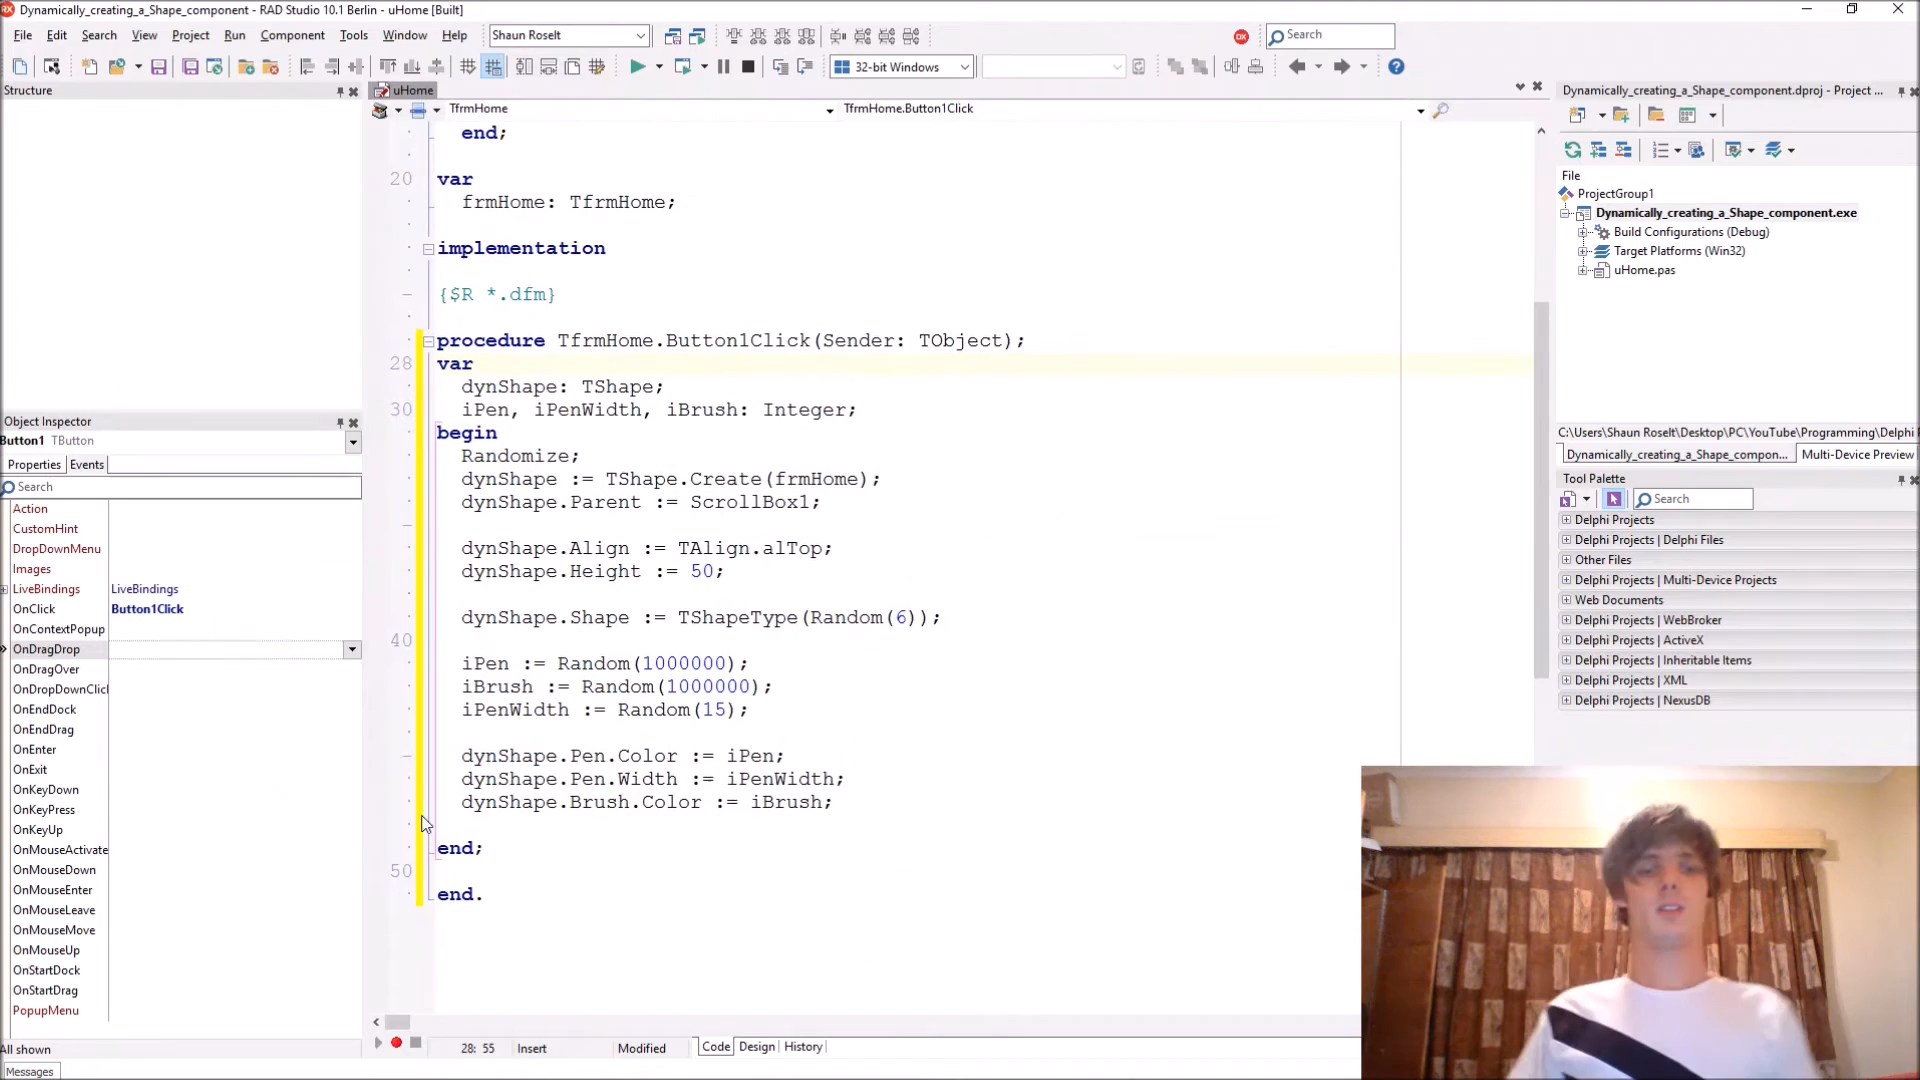 Dynamically_creating_a_Shape_component - RAD Studio 10.1 Berlin - uHome [Built]
File Edit Search View Project Run Component Tools Window Help Shaun Roselt Search
32-bit Windows
Structure
uHome
TfrmHome TfrmHome.Button1Click
end;
20 var
frmHome: TfrmHome;
implementation
{$R *.dfm}
procedure TfrmHome.Button1Click(Sender: TObject);
28 var
dynShape: TShape;
30 iPen, iPenWidth, iBrush: Integer;
begin
Randomize;
dynShape := TShape.Create(frmHome);
dynShape.Parent := ScrollBox1;
dynShape.Align := TAlign.alTop;
dynShape.Height := 50;
dynShape.Shape := TShapeType(Random(6));
40
iPen := Random(1000000);
iBrush := Random(1000000);
iPenWidth := Random(15);
dynShape.Pen.Color := iPen;
dynShape.Pen.Width := iPenWidth;
dynShape.Brush.Color := iBrush;
end;
50
end.
28: 55 Insert Modified Code Design History
Object Inspector
Button1 TButton
Properties Events
Search
Action
CustomHint
DropDownMenu
Images
LiveBindings LiveBindings
OnClick Button1Click
OnContextPopup
OnDragDrop
OnDragOver
OnDropDownClic
OnEndDock
OnEndDrag
OnEnter
OnExit
OnKeyDown
OnKeyPress
OnKeyUp
OnMouseActivate
OnMouseDown
OnMouseEnter
OnMouseLeave
OnMouseMove
OnMouseUp
OnStartDock
OnStartDrag
PopupMenu
All shown
Messages
Dynamically_creating_a_Shape_component.dproj - Project ...
File
ProjectGroup1
Dynamically_creating_a_Shape_component.exe
Build Configurations (Debug)
Target Platforms (Win32)
uHome.pas
C:\Users\Shaun Roselt\Desktop\PC\YouTube\Programming\Delphi
Dynamically_creating_a_Shape_compon... Multi-Device Preview
Tool Palette
Search
Delphi Projects
Delphi Projects | Delphi Files
Other Files
Delphi Projects | Multi-Device Projects
Web Documents
Delphi Projects | WebBroker
Delphi Projects | ActiveX
Delphi Projects | Inheritable Items
Delphi Projects | XML
Delphi Projects | NexusDB